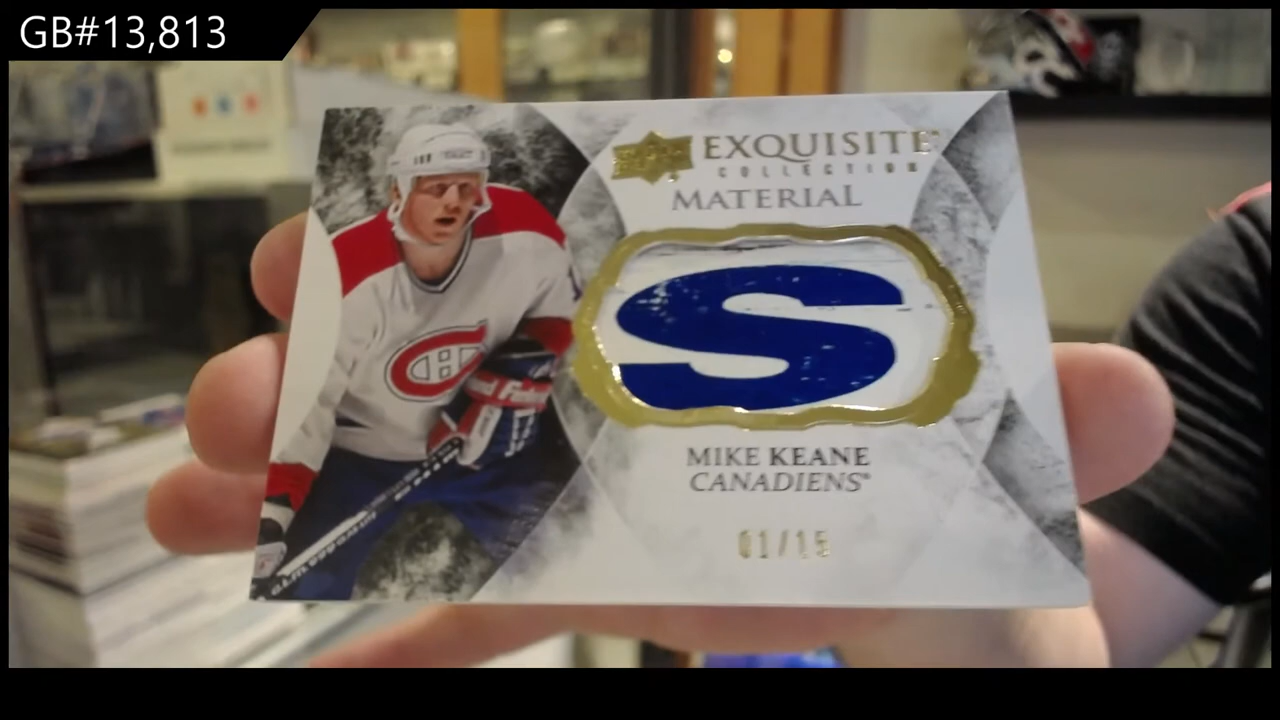 GB#13,813
EXQUISITE
COLLECTION
MATERIAL
S
MIKE KEANE
CANADIENS
01/15